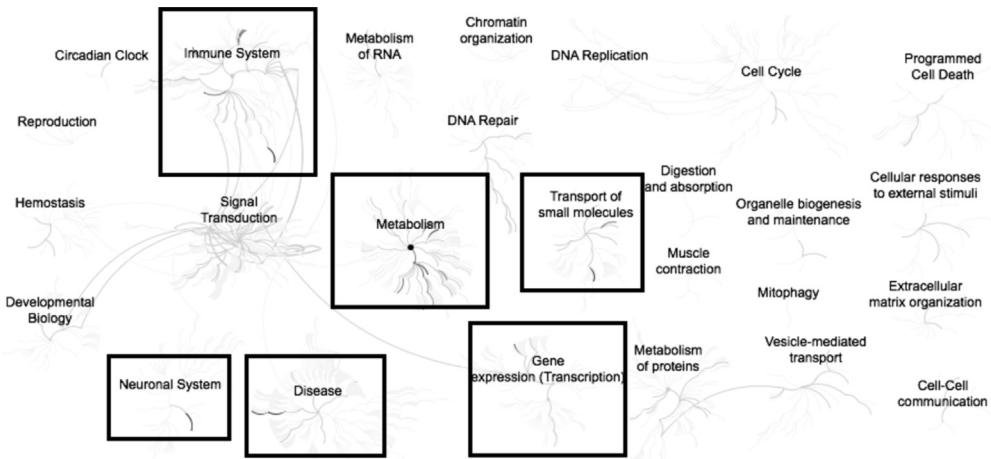 Circadian Clock
Immune System
Metabolism
of RNA
Chromatin
organization
DNA Replication
Cell Cycle
Programmed
Cell Death
Reproduction
DNA Repair
Hemostasis
Signal
Transduction
Metabolism
Transport of
small molecules
Digestion
and absorption
Organelle biogenesis
and maintenance
Cellular responses
to external stimuli
Muscle
contraction
Developmental
Biology
Mitophagy
Extracellular
matrix organization
Neuronal System
Disease
Gene
expression (Transcription)
Metabolism
of proteins
Vesicle-mediated
transport
Cell-Cell
communication